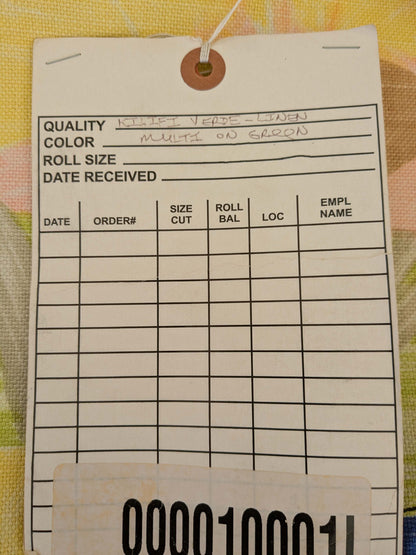 QUALITY KILIFI VERDE-LINEN
COLOR MULTI ON GREEN
ROLL SIZE
DATE RECEIVED
DATE ORDER# SIZE CUT ROLL BAL LOC EMPL NAME
000010001